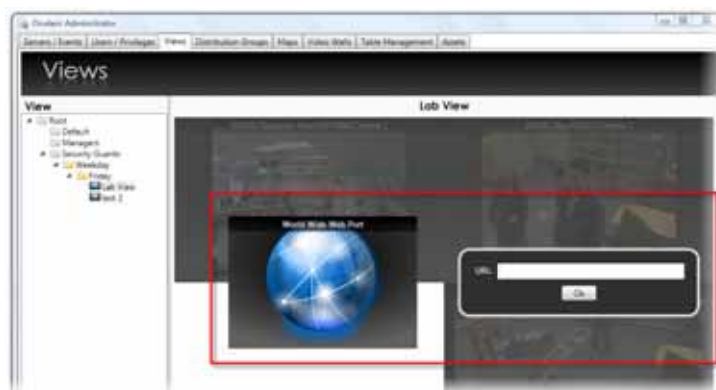 Ocularis Administrator
Servers / Events
Users / Privileges
Views
Distribution Groups
Maps
Video Walls
Table Management
Assets
Views
View
Lab View
Root
Default
Managers
Security Guards
Weekday
Friday
Lab View
test 2
World Wide Web Port
URL:
Ok